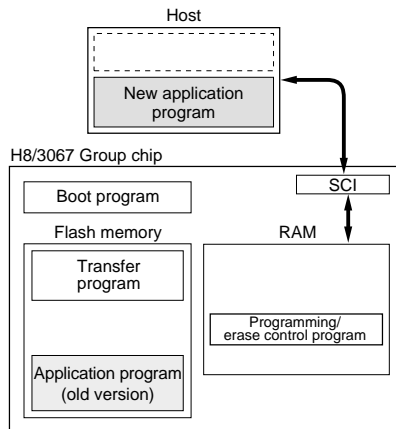 Host
New application
program
H8/3067 Group chip
SCI
Boot program
Flash memory
RAM
Transfer
program
Programming/
erase control program
Application program
(old version)